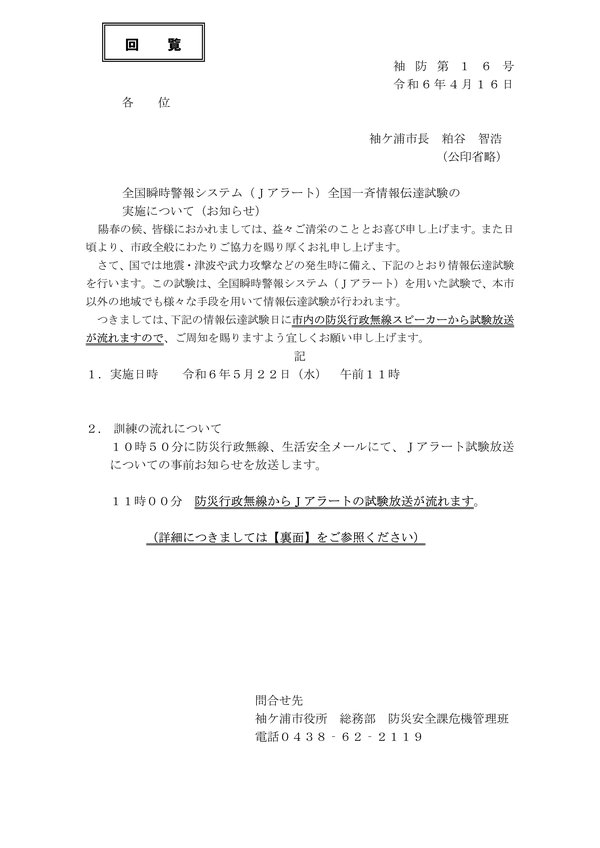 回　覧
袖防第１６号
令和６年４月１６日
各　位
袖ケ浦市長　粕谷　智浩
（公印省略）
全国瞬時警報システム（Ｊアラート）全国一斉情報伝達試験の
実施について（お知らせ）
陽春の候、皆様におかれましては、益々ご清栄のこととお喜び申し上げます。また日
頃より、市政全般にわたりご協力を賜り厚くお礼申し上げます。
さて、国では地震・津波や武力攻撃などの発生時に備え、下記のとおり情報伝達試験
を行います。この試験は、全国瞬時警報システム（Ｊアラート）を用いた試験で、本市
以外の地域でも様々な手段を用いて情報伝達試験が行われます。
つきましては、下記の情報伝達試験日に市内の防災行政無線スピーカーから試験放送
が流れますので、ご周知を賜りますよう宜しくお願い申し上げます。
記
１．実施日時　　令和６年５月２２日（水）　午前１１時
２． 訓練の流れについて
１０時５０分に防災行政無線、生活安全メールにて、Ｊアラート試験放送
についての事前お知らせを放送します。
１１時００分　防災行政無線からＪアラートの試験放送が流れます。
（詳細につきましては【裏面】をご参照ください）
問合せ先
袖ケ浦市役所　総務部　防災安全課危機管理班
電話０４３８‐６２‐２１１９